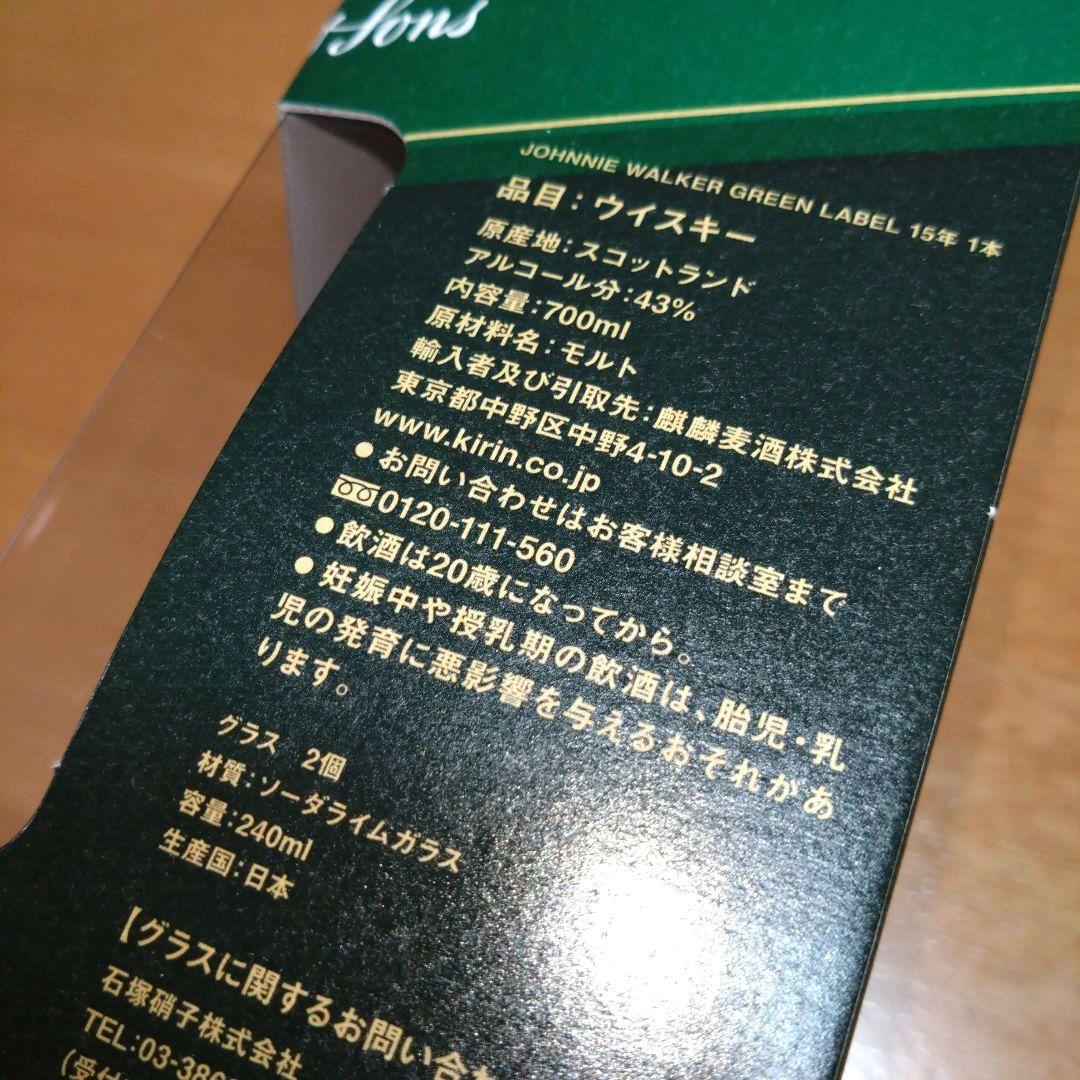 Sons
JOHNNIE WALKER GREEN LABEL 15年 1本
品目:ウイスキー
原産地:スコットランド
アルコール分:43%
内容量:700ml
原材料名:モルト
輸入者及び引取先:麒麟麦酒株式会社
東京都中野区中野4-10-2
www.kirin.co.jp
●お問い合わせはお客様相談室まで
0120-111-560
●飲酒は20歳になってから。
●妊娠中や授乳期の飲酒は、胎児・乳
児の発育に悪影響を与えるおそれがあ
ります。
グラス 2個
材質:ソーダライムガラス
容量:240ml
生産国:日本
【グラスに関するお問い合わ
石塚硝子株式会社
TEL:03-386
(受付